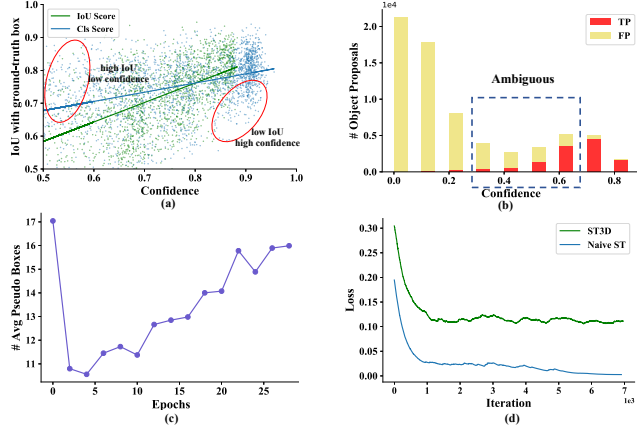 IoU Score
Cls Score
high IoU
low confidence
low IoU
high confidence
IoU with ground-truth box
0.9
0.8
0.7
0.6
0.5
0.5 0.6 0.7 0.8 0.9 1.0
Confidence
(a)
1e4
TP
FP
Ambiguous
# Object Proposals
2.0
1.5
1.0
0.5
0.0
0.0 0.2 0.4 0.6 0.8
Confidence
(b)
# Avg Pseudo Boxes
17
16
15
14
13
12
11
0 5 10 15 20 25
Epochs
(c)
ST3D
Naive ST
Loss
0.30
0.25
0.20
0.15
0.10
0.05
0.00
0 1 2 3 4 5 6 7
1e3
Iteration
(d)